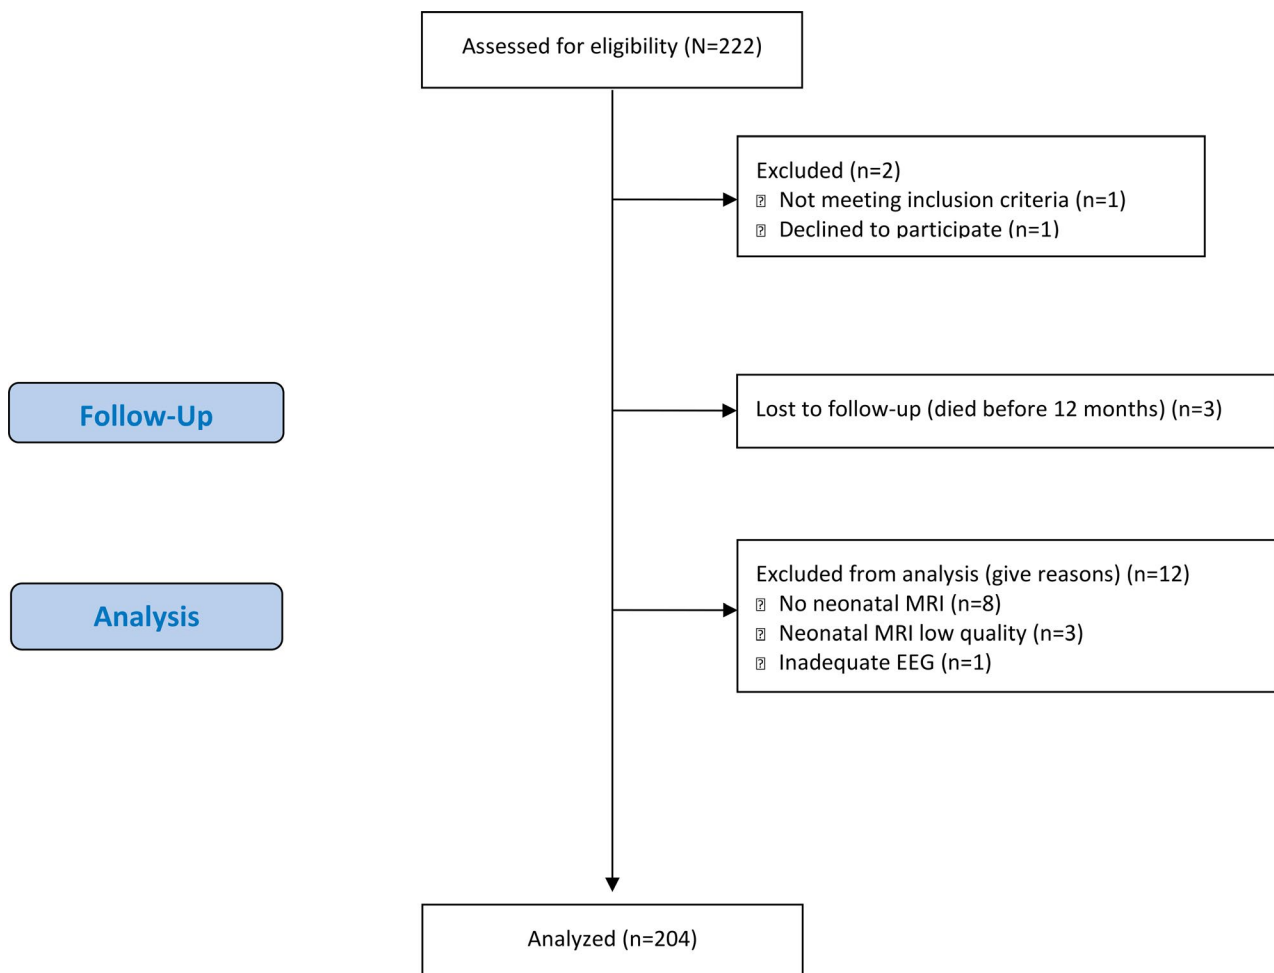 Assessed for eligibility (N=222)
Excluded (n=2)
⍰ Not meeting inclusion criteria (n=1)
⍰ Declined to participate (n=1)
Follow-Up
Lost to follow-up (died before 12 months) (n=3)
Analysis
Excluded from analysis (give reasons) (n=12)
⍰ No neonatal MRI (n=8)
⍰ Neonatal MRI low quality (n=3)
⍰ Inadequate EEG (n=1)
Analyzed (n=204)